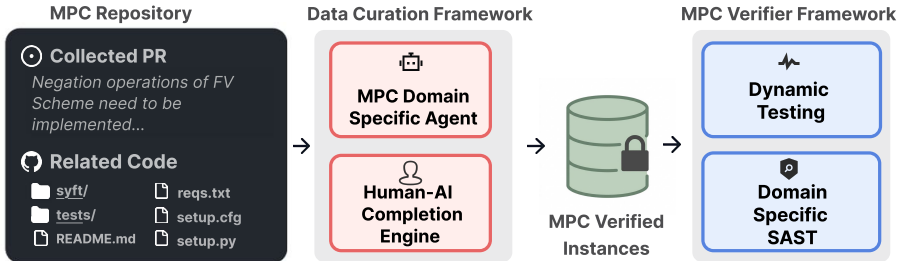 MPC Repository
Collected PR
Negation operations of FV
Scheme need to be
implemented...
Related Code
syft/
tests/
README.md
reqs.txt
setup.cfg
setup.py
Data Curation Framework
MPC Domain
Specific Agent
Human-AI
Completion
Engine
MPC Verified
Instances
MPC Verifier Framework
Dynamic
Testing
Domain
Specific
SAST